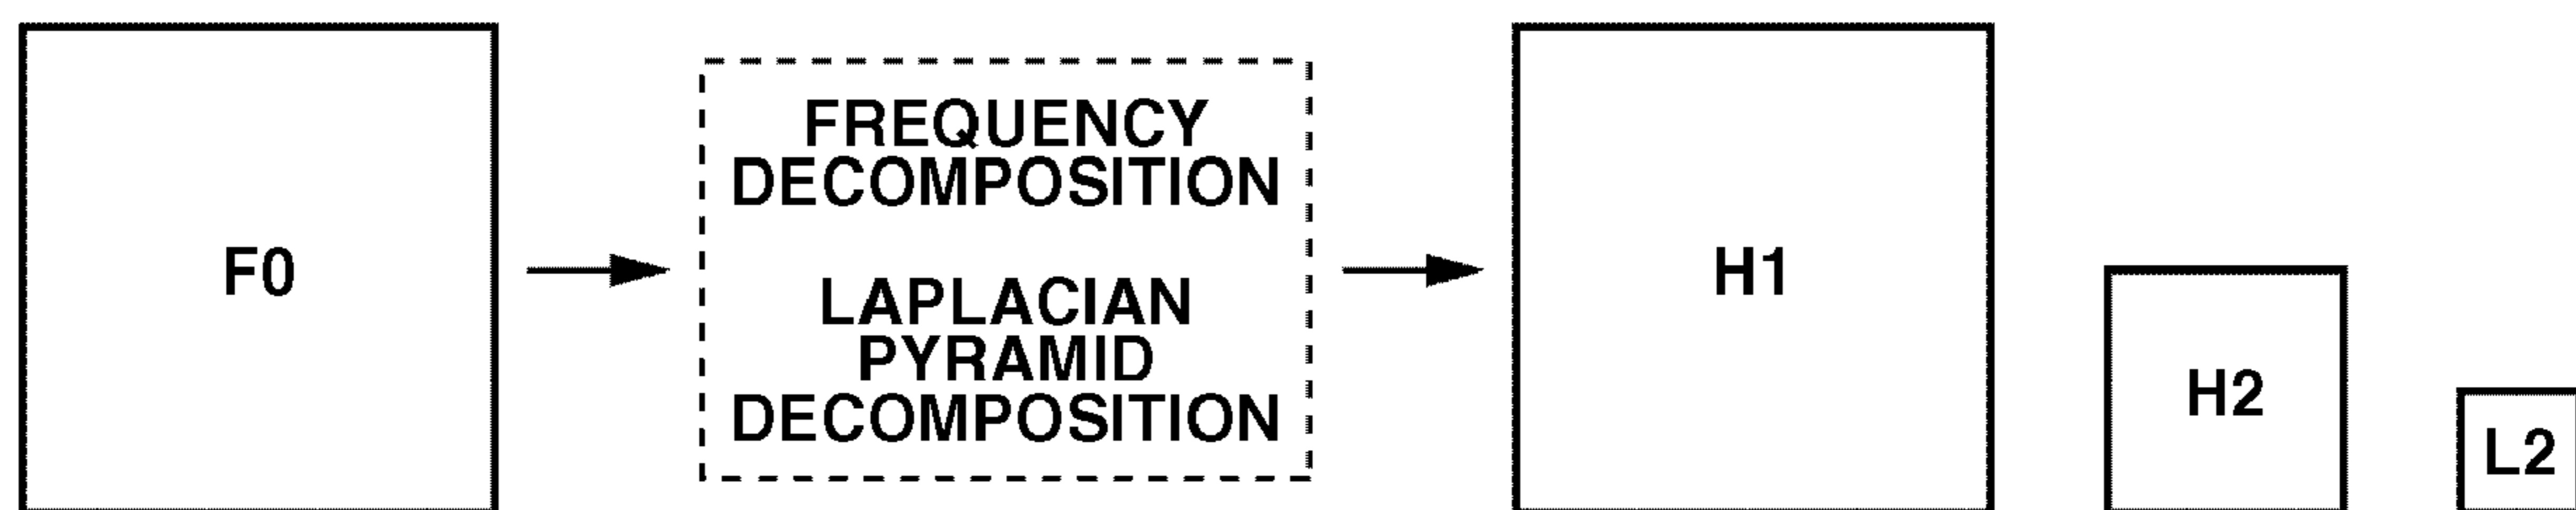 F0
FREQUENCY
DECOMPOSITION
LAPLACIAN
PYRAMID
DECOMPOSITION
H1
H2
L2